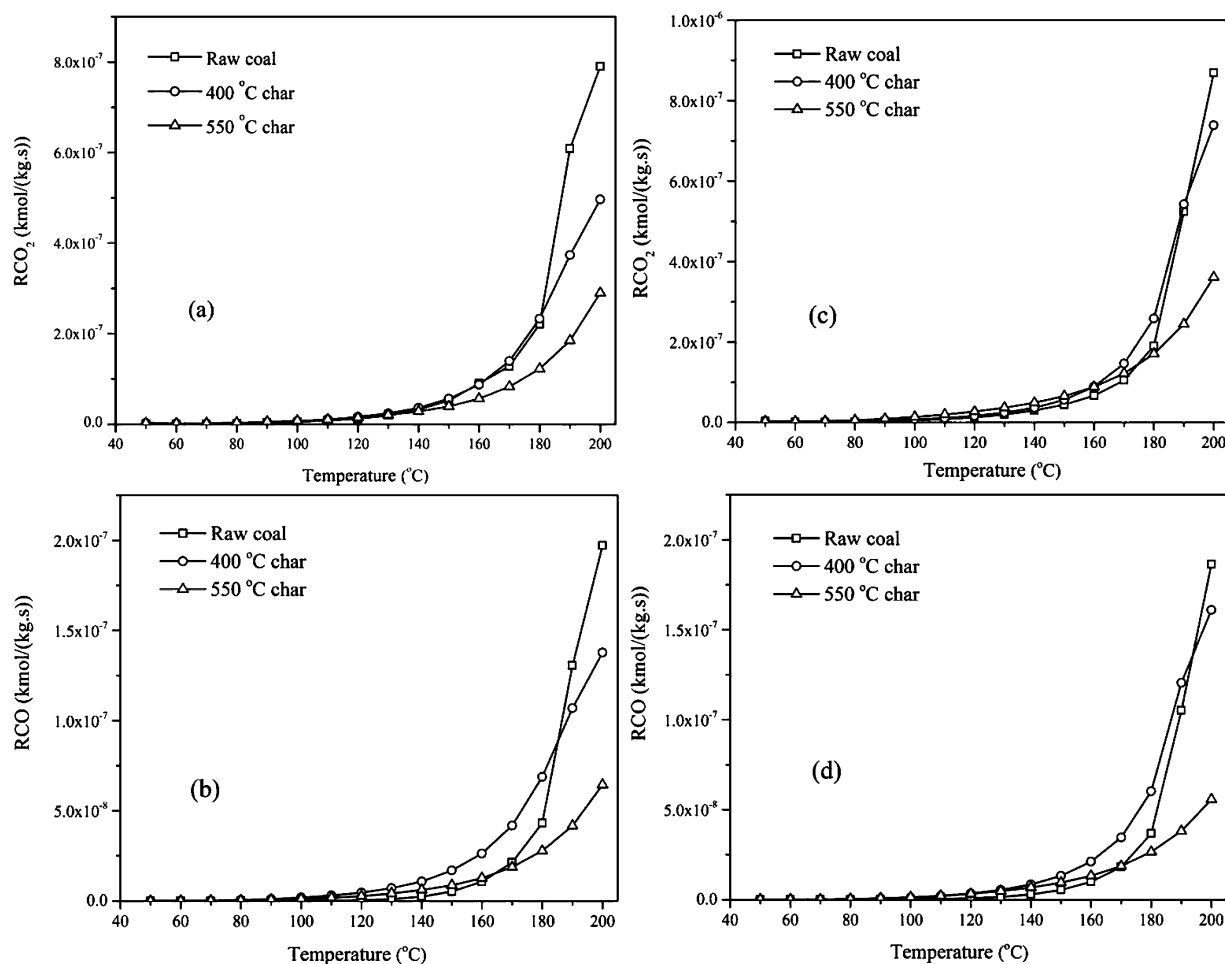 Raw coal
400 °C char
550 °C char
8.0x10⁻⁷
6.0x10⁻⁷
4.0x10⁻⁷
2.0x10⁻⁷
0.0
RCO₂ (kmol/(kg.s))
(a)
40 60 80 100 120 140 160 180 200
Temperature (°C)
Raw coal
400 °C char
550 °C char
1.0x10⁻⁶
8.0x10⁻⁷
6.0x10⁻⁷
4.0x10⁻⁷
2.0x10⁻⁷
0.0
RCO₂ (kmol/(kg.s))
(c)
40 60 80 100 120 140 160 180 200
Temperature (°C)
Raw coal
400 °C char
550 °C char
2.0x10⁻⁷
1.5x10⁻⁷
1.0x10⁻⁷
5.0x10⁻⁸
0.0
RCO (kmol/(kg.s))
(b)
40 60 80 100 120 140 160 180 200
Temperature (°C)
Raw coal
400 °C char
550 °C char
2.0x10⁻⁷
1.5x10⁻⁷
1.0x10⁻⁷
5.0x10⁻⁸
0.0
RCO (kmol/(kg.s))
(d)
40 60 80 100 120 140 160 180 200
Temperature (°C)